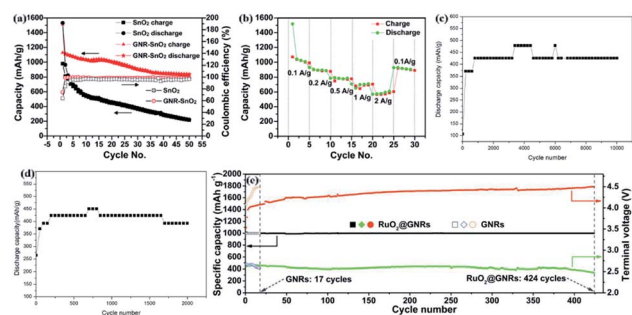 (a)
SnO2 charge
SnO2 discharge
GNR-SnO2 charge
GNR-SnO2 discharge
SnO2
GNR-SnO2
Capacity (mAh/g)
1800
1600
1400
1200
1000
800
600
400
200
0
Coulombic efficiency (%)
200
180
160
140
120
100
80
60
40
20
0
-5 0 5 10 15 20 25 30 35 40 45 50 55
Cycle No.
(b)
Charge
Discharge
Capacity (mAh/g)
1600
1400
1200
1000
800
600
400
200
0
0.1 A/g
0.2 A/g
0.5 A/g
1 A/g
2 A/g
0.1A/g
0 5 10 15 20 25 30
Cycle No.
(c)
Discharge capacity(mAh/g)
600
550
500
450
400
350
300
250
200
150
100
0 2000 4000 6000 8000 10000
Cycle number
(d)
Discharge capacity(mAh/g)
600
550
500
450
400
350
300
250
200
150
100
0 500 1000 1500 2000
Cycle number
(e)
Specific capacity (mAh g-1)
1800
1600
1400
1200
1000
800
600
400
200
0
RuO2@GNRs
GNRs
GNRs: 17 cycles
RuO2@GNRs: 424 cycles
Terminal voltage (V)
4.5
4.0
3.5
3.0
2.5
2.0
0 50 100 150 200 250 300 350 400
Cycle number